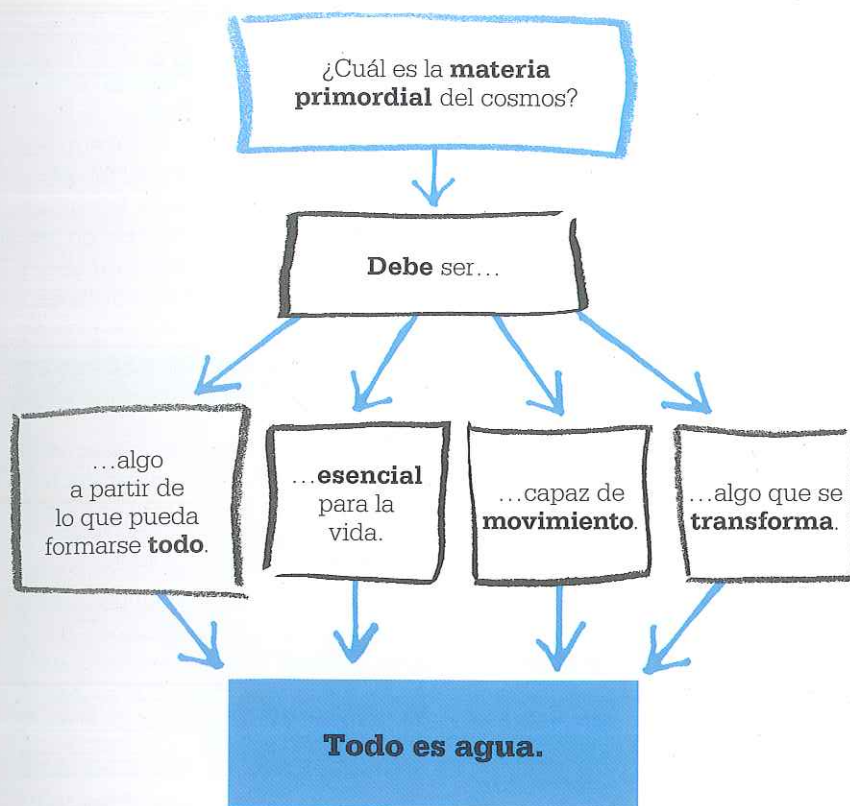 ¿Cuál es la materia
primordial del cosmos?
Debe ser...
...algo
a partir de
lo que pueda
formarse todo.
...esencial
para la
vida.
...capaz de
movimiento.
...algo que se
transforma.
Todo es agua.